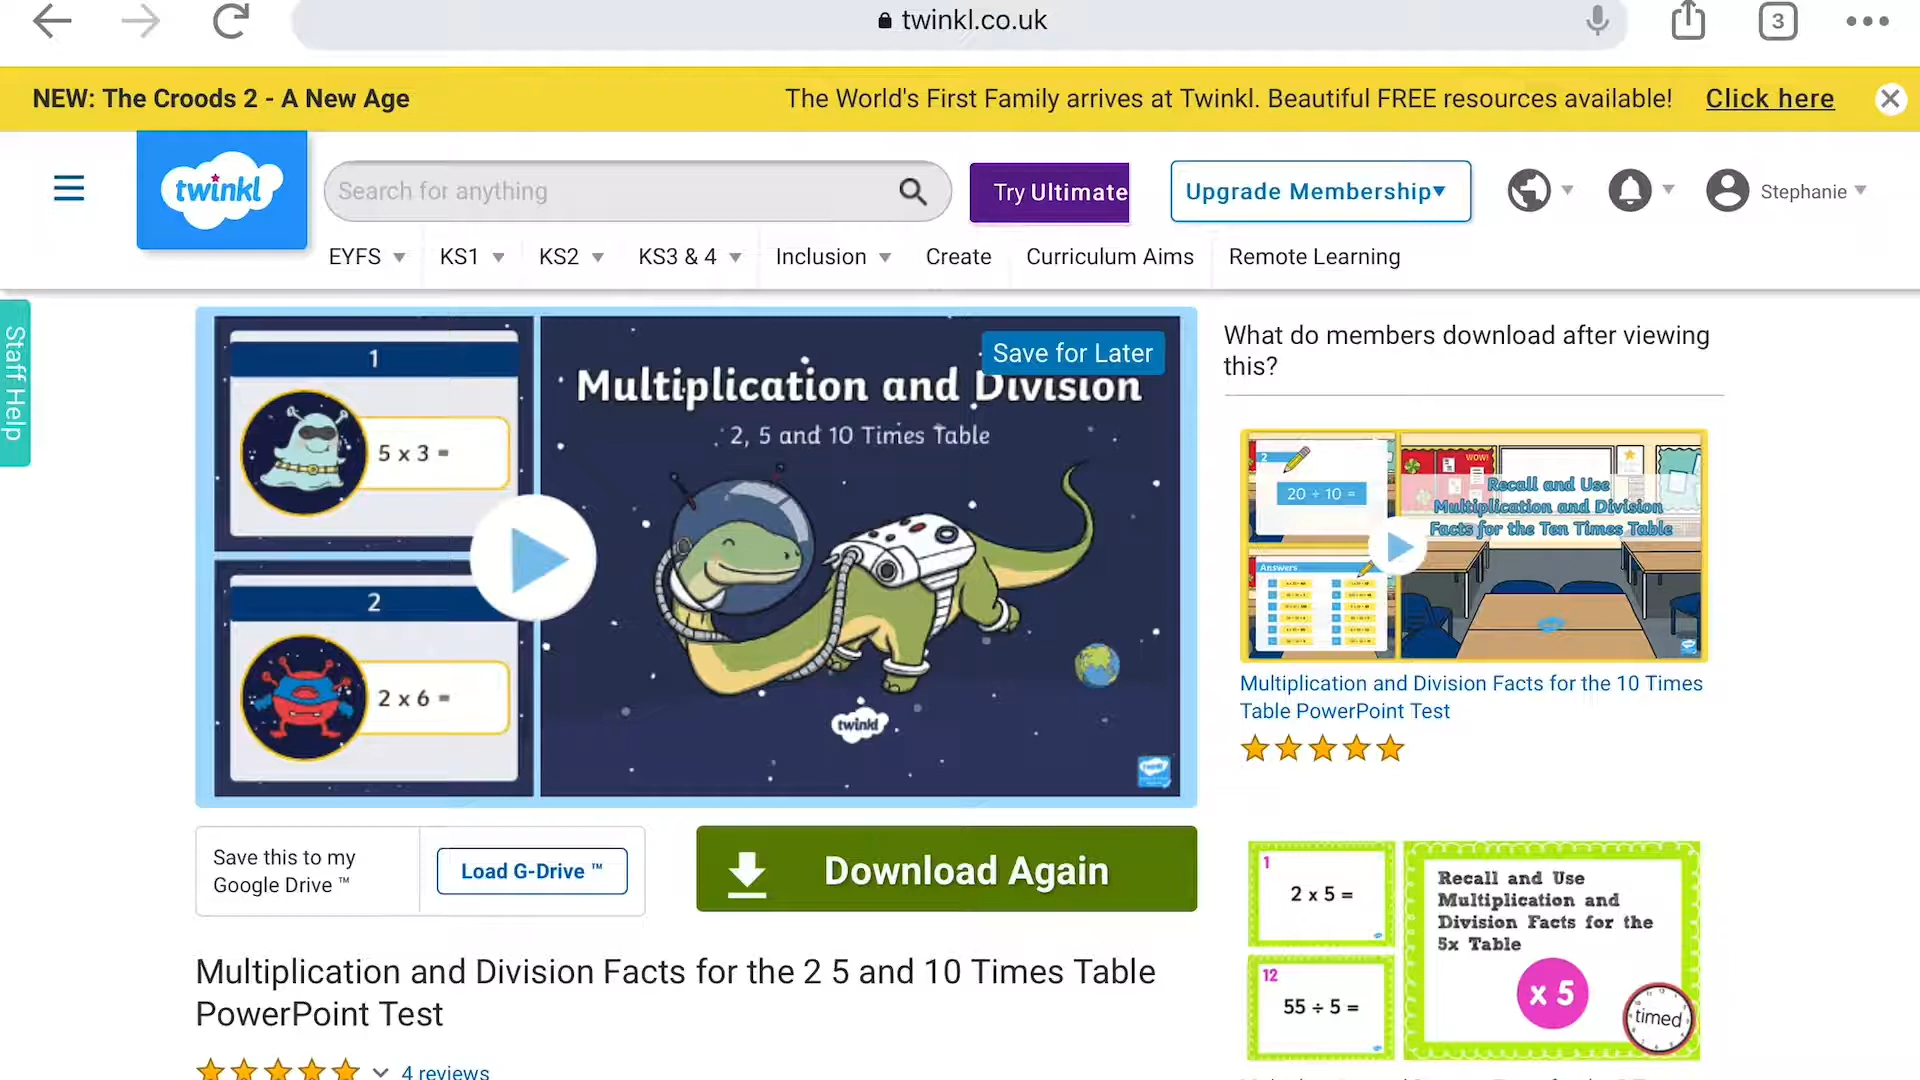 twinkl.co.uk
3
NEW: The Croods 2 - A New Age
The World's First Family arrives at Twinkl. Beautiful FREE resources available!
Click here
twinkl
Search for anything
Try Ultimate
Upgrade Membership
Stephanie
EYFS
KS1
KS2
KS3 & 4
Inclusion
Create
Curriculum Aims
Remote Learning
Staff Help
1
5 x 3 =
2
2 x 6 =
Save for Later
Multiplication and Division
2, 5 and 10 Times Table
twinkl
What do members download after viewing
this?
2
20 ÷ 10 =
Answers
WOW!
Recall and Use
Multiplication and Division
Facts for the Ten Times Table
Multiplication and Division Facts for the 10 Times
Table PowerPoint Test
Save this to my
Google Drive ™
Load G-Drive ™
Download Again
1
2 x 5 =
12
55 ÷ 5 =
Recall and Use
Multiplication and
Division Facts for the
5x Table
x 5
timed
Multiplication and Division Facts for the 2 5 and 10 Times Table
PowerPoint Test
4 reviews